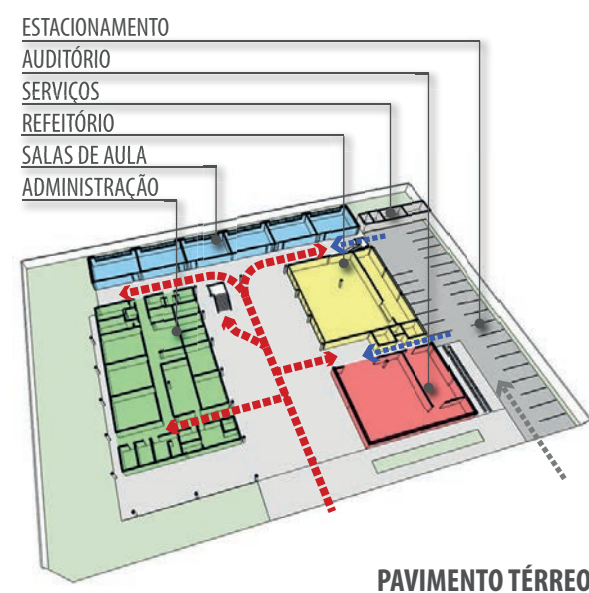 ESTACIONAMENTO
AUDITÓRIO
SERVIÇOS
REFEITÓRIO
SALAS DE AULA
ADMINISTRAÇÃO
PAVIMENTO TÉRREO